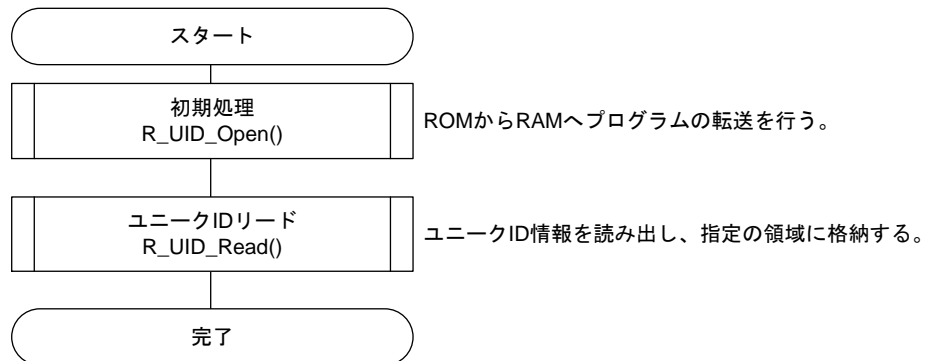 スタート
初期処理
R_UID_Open()
ROMからRAMへプログラムの転送を行う。
ユニークIDリード
R_UID_Read()
ユニークID情報を読み出し、指定の領域に格納する。
完了